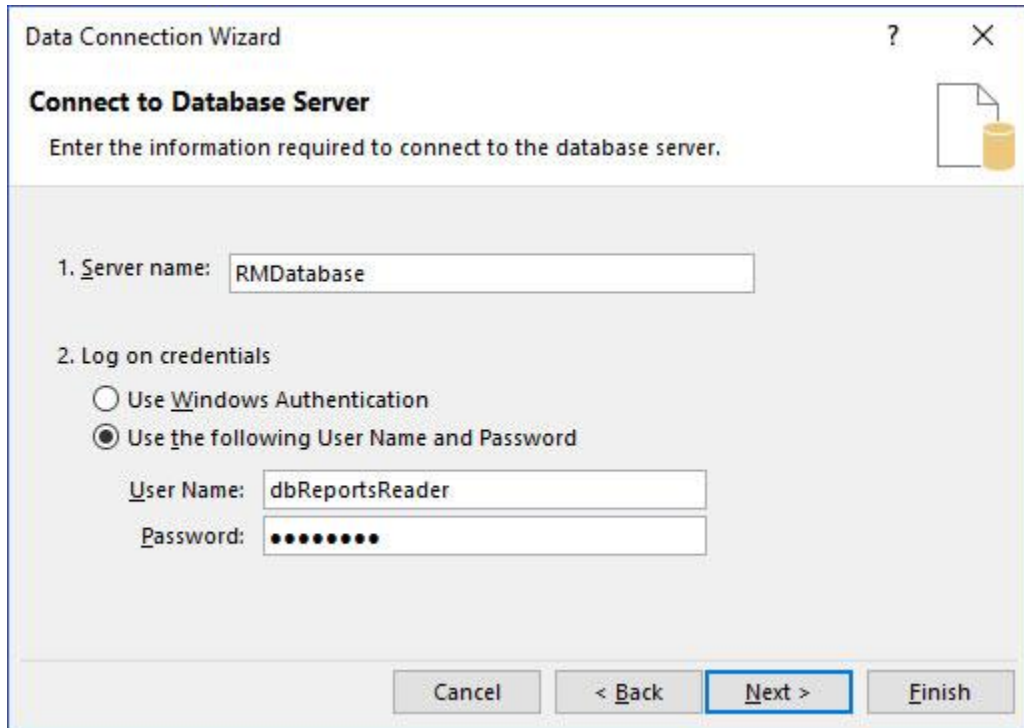 Data Connection Wizard ?
Connect to Database Server
Enter the information required to connect to the database server.
1. Server name: RMDatabase
2. Log on credentials
Use Windows Authentication
Use the following User Name and Password
User Name: dbReportsReader
Password: ●●●●●●●●
Cancel < Back Next > Finish